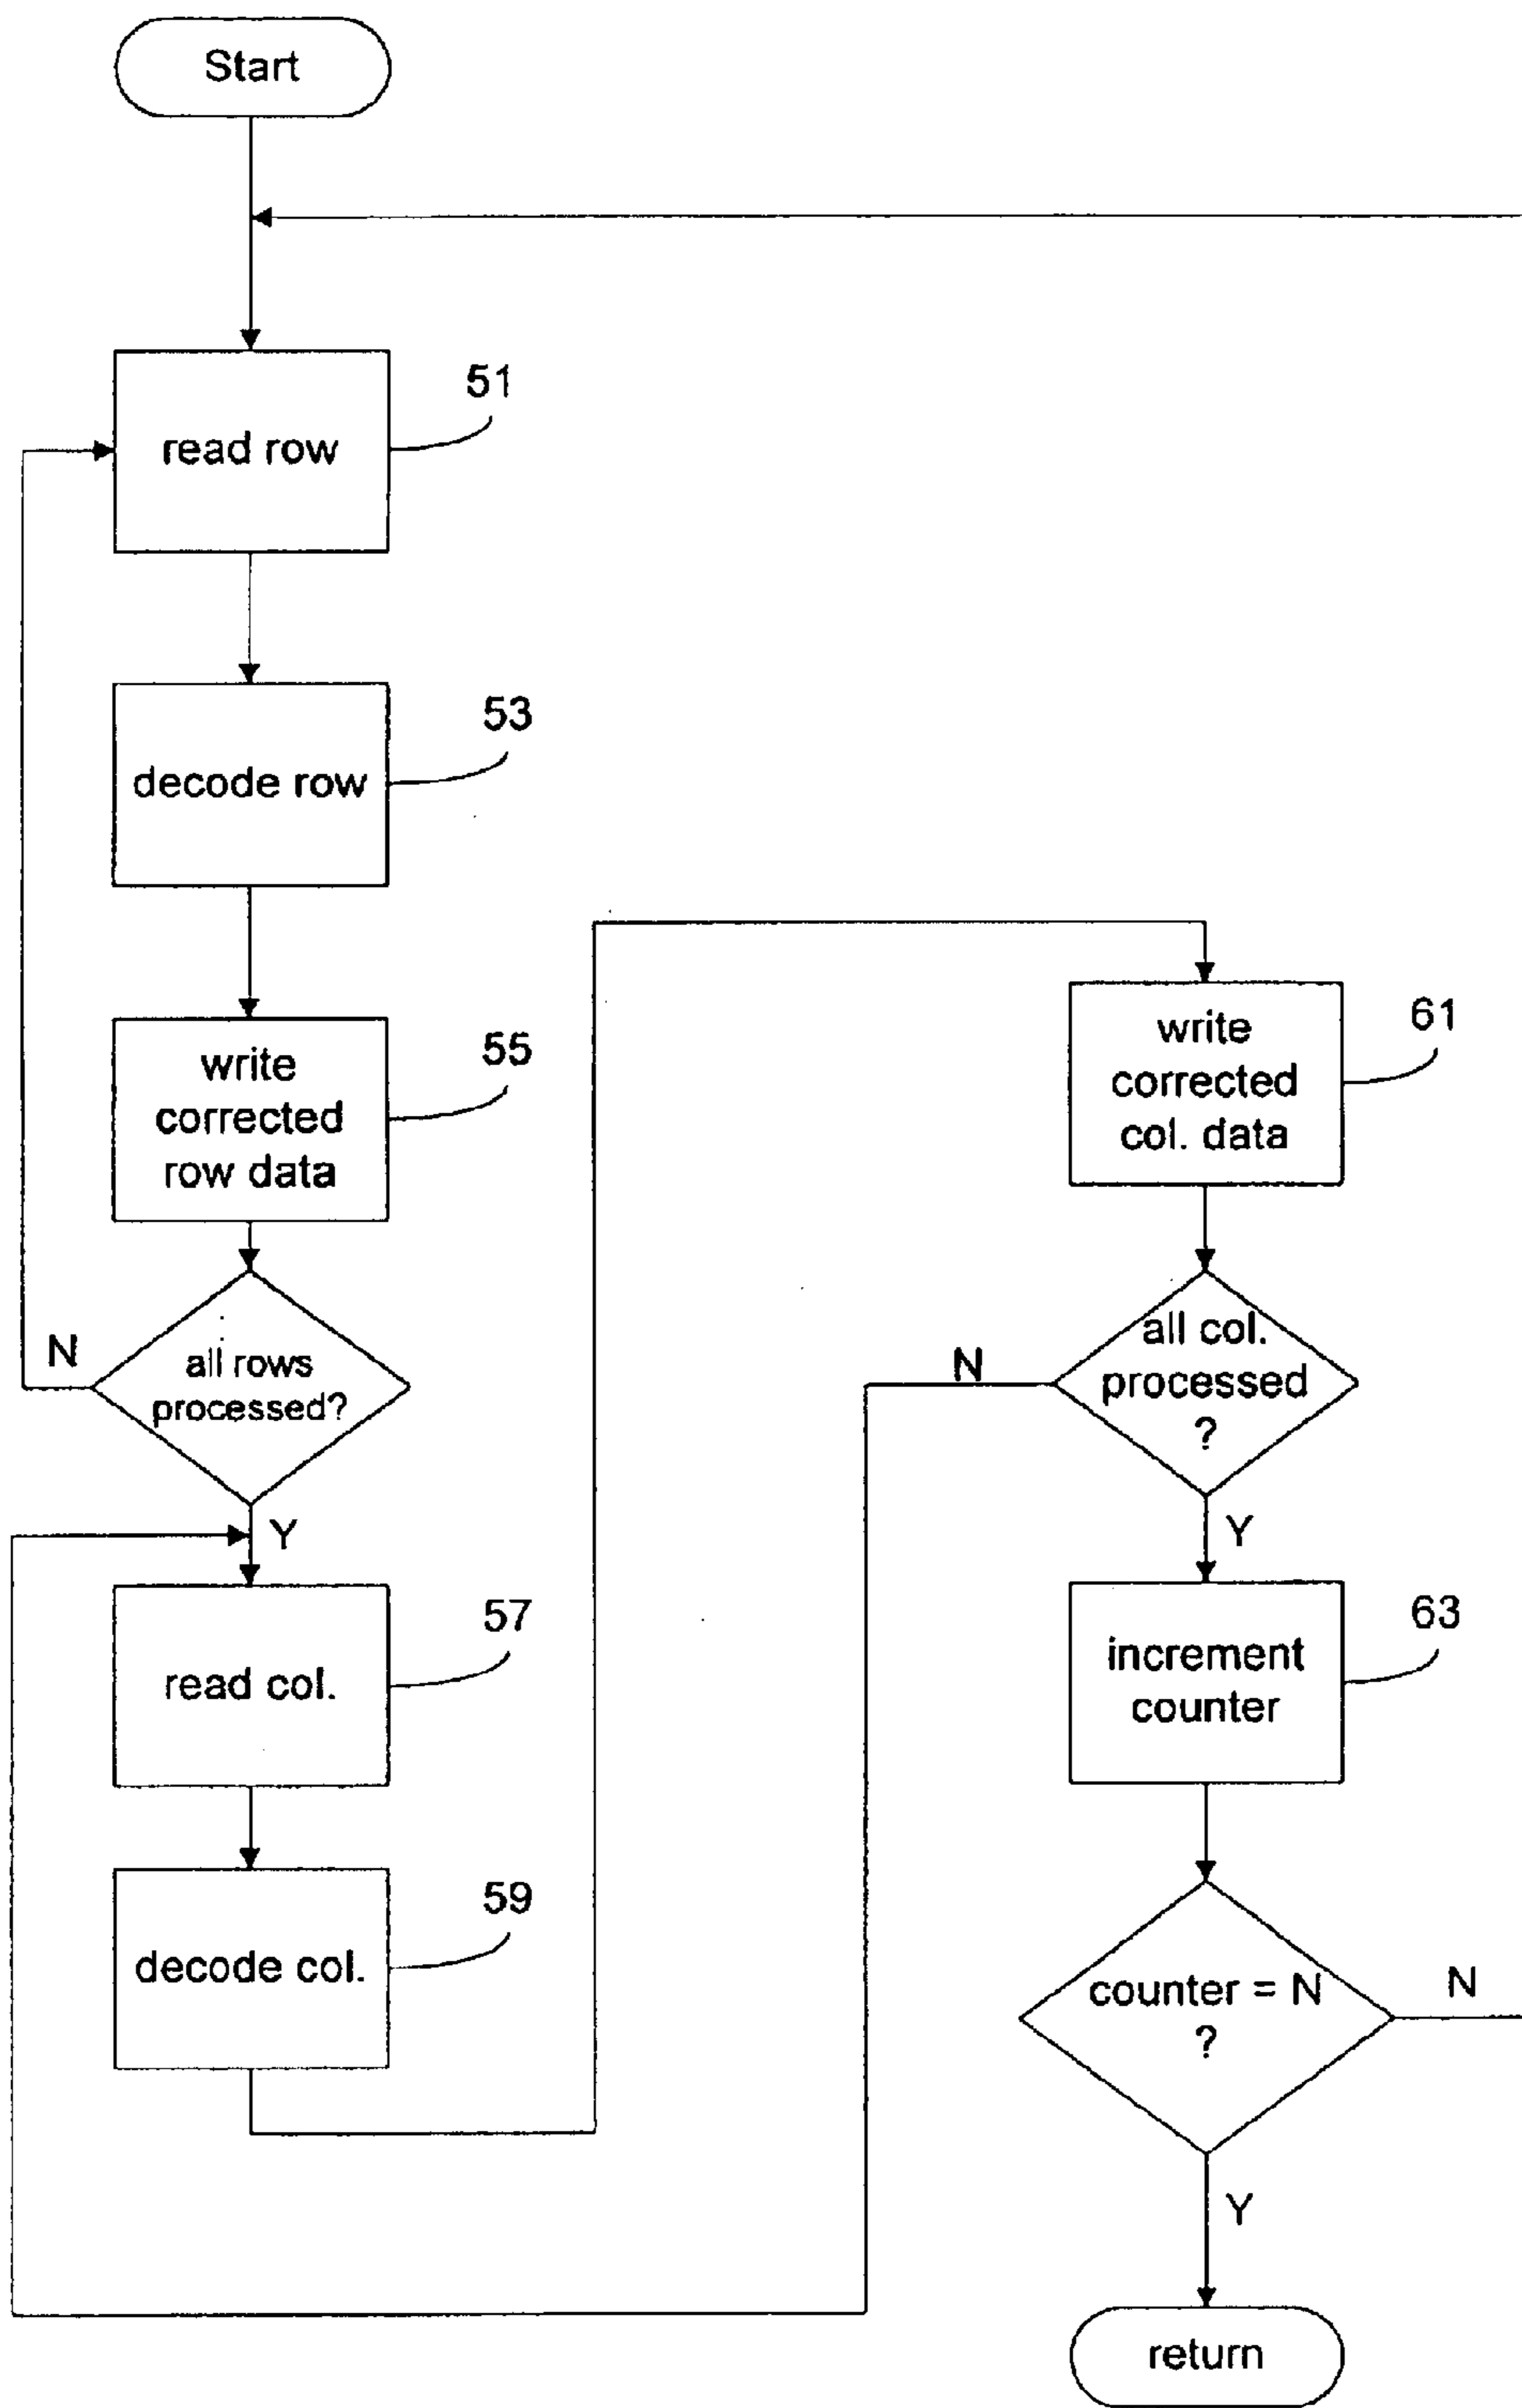 Start
read row
51
decode row
53
write
corrected
row data
55
all rows
processed?
N
Y
read col.
57
decode col.
59
write
corrected
col. data
61
all col.
processed
?
N
Y
increment
counter
63
counter = N
?
N
Y
return